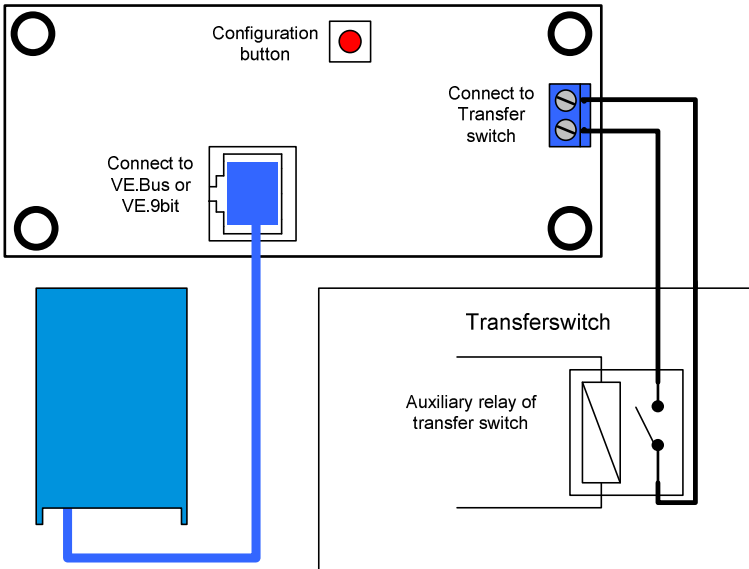 Configuration
button
Connect to
Transfer
switch
Connect to
VE.Bus or
VE.9bit
Transferswitch
Auxiliary relay of
transfer switch